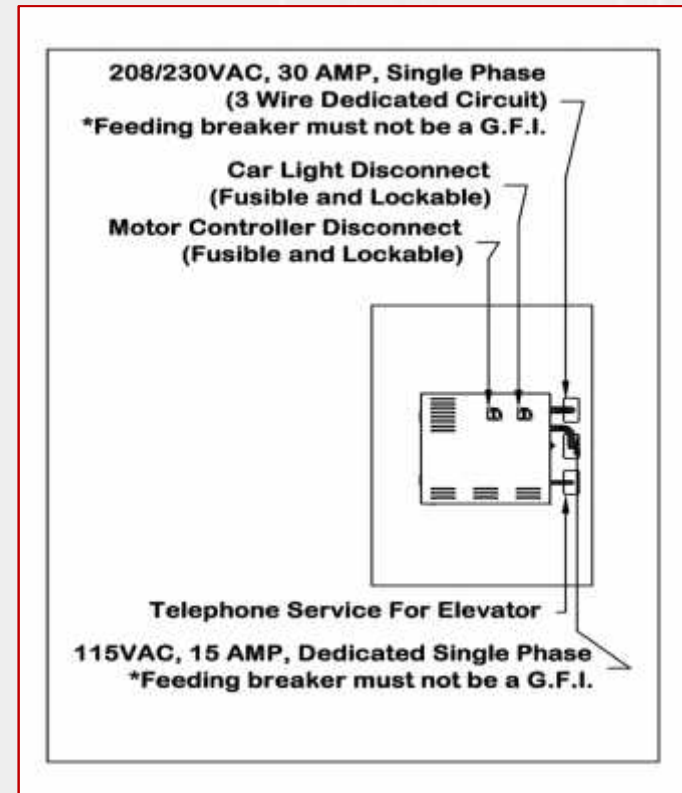 208/230VAC, 30 AMP, Single Phase
(3 Wire Dedicated Circuit)
*Feeding breaker must not be a G.F.I.
Car Light Disconnect
(Fusible and Lockable)
Motor Controller Disconnect
(Fusible and Lockable)
Telephone Service For Elevator
115VAC, 15 AMP, Dedicated Single Phase
*Feeding breaker must not be a G.F.I.